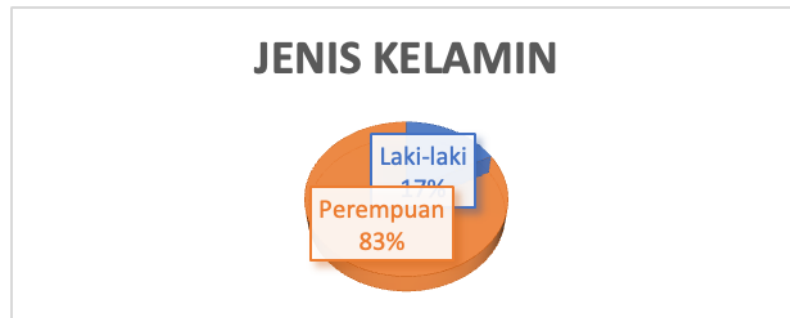 JENIS KELAMIN
Laki-laki
17%
Perempuan
83%